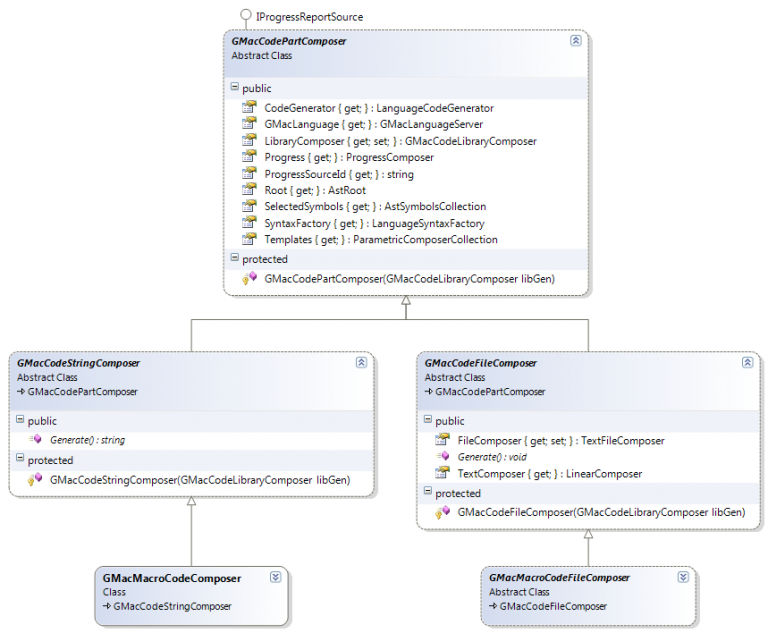 IProgressReportSource
GMacCodePartComposer
Abstract Class
public
CodeGenerator { get; } : LanguageCodeGenerator
GMacLanguage { get; } : GMacLanguageServer
LibraryComposer { get; set; } : GMacCodeLibraryComposer
Progress { get; } : ProgressComposer
ProgressSourceId { get; } : string
Root { get; } : AstRoot
SelectedSymbols { get; } : AstSymbolsCollection
SyntaxFactory { get; } : LanguageSyntaxFactory
Templates { get; } : ParametricComposerCollection
protected
GMacCodePartComposer(GMacCodeLibraryComposer libGen)
GMacCodeStringComposer
Abstract Class
GMacCodePartComposer
public
Generate() : string
protected
GMacCodeStringComposer(GMacCodeLibraryComposer libGen)
GMacCodeFileComposer
Abstract Class
GMacCodePartComposer
public
FileComposer { get; set; } : TextFileComposer
Generate() : void
TextComposer { get; } : LinearComposer
protected
GMacCodeFileComposer(GMacCodeLibraryComposer libGen)
GMacMacroCodeComposer
Class
GMacCodeStringComposer
GMacMacroCodeFileComposer
Abstract Class
GMacCodeFileComposer